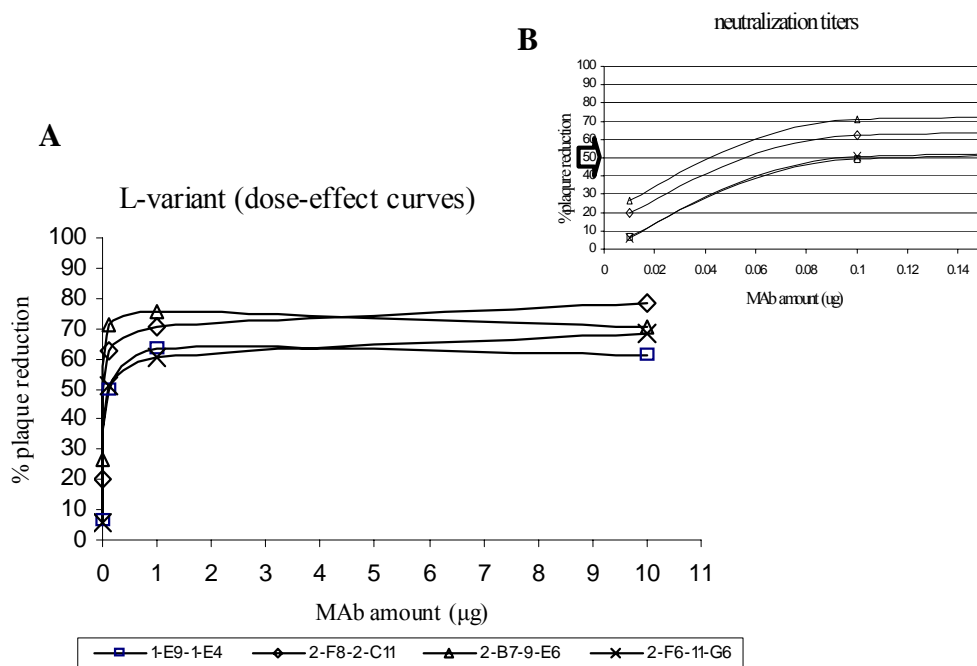 B
neutralization titers
100
90
80
70
60
50
40
30
20
10
0
%plaqure reduction
0 0.02 0.04 0.06 0.08 0.1 0.12 0.14
MAb amount (ug)
A
L-variant (dose-effect curves)
100
90
80
70
60
50
40
30
20
10
0
% plaque reduction
0 1 2 3 4 5 6 7 8 9 10 11
MAb amount (µg)
1-E9-1-E4 2-F8-2-C11 2-B7-9-E6 2-F6-11-G6